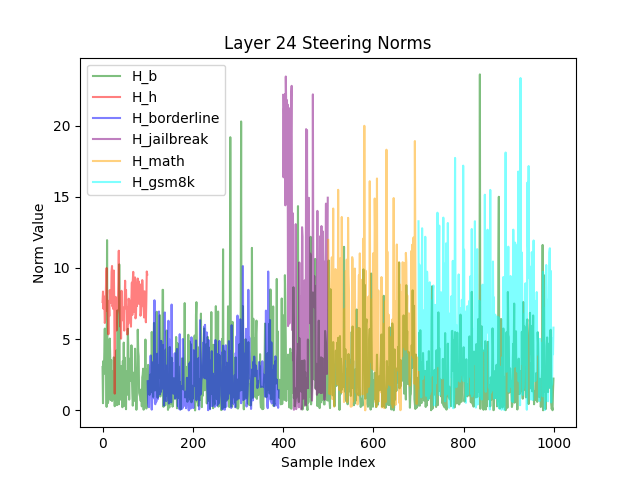 Layer 24 Steering Norms
H_b
H_h
H_borderline
H_jailbreak
H_math
H_gsm8k
Norm Value
20
15
10
5
0
0
200
400
600
800
1000
Sample Index